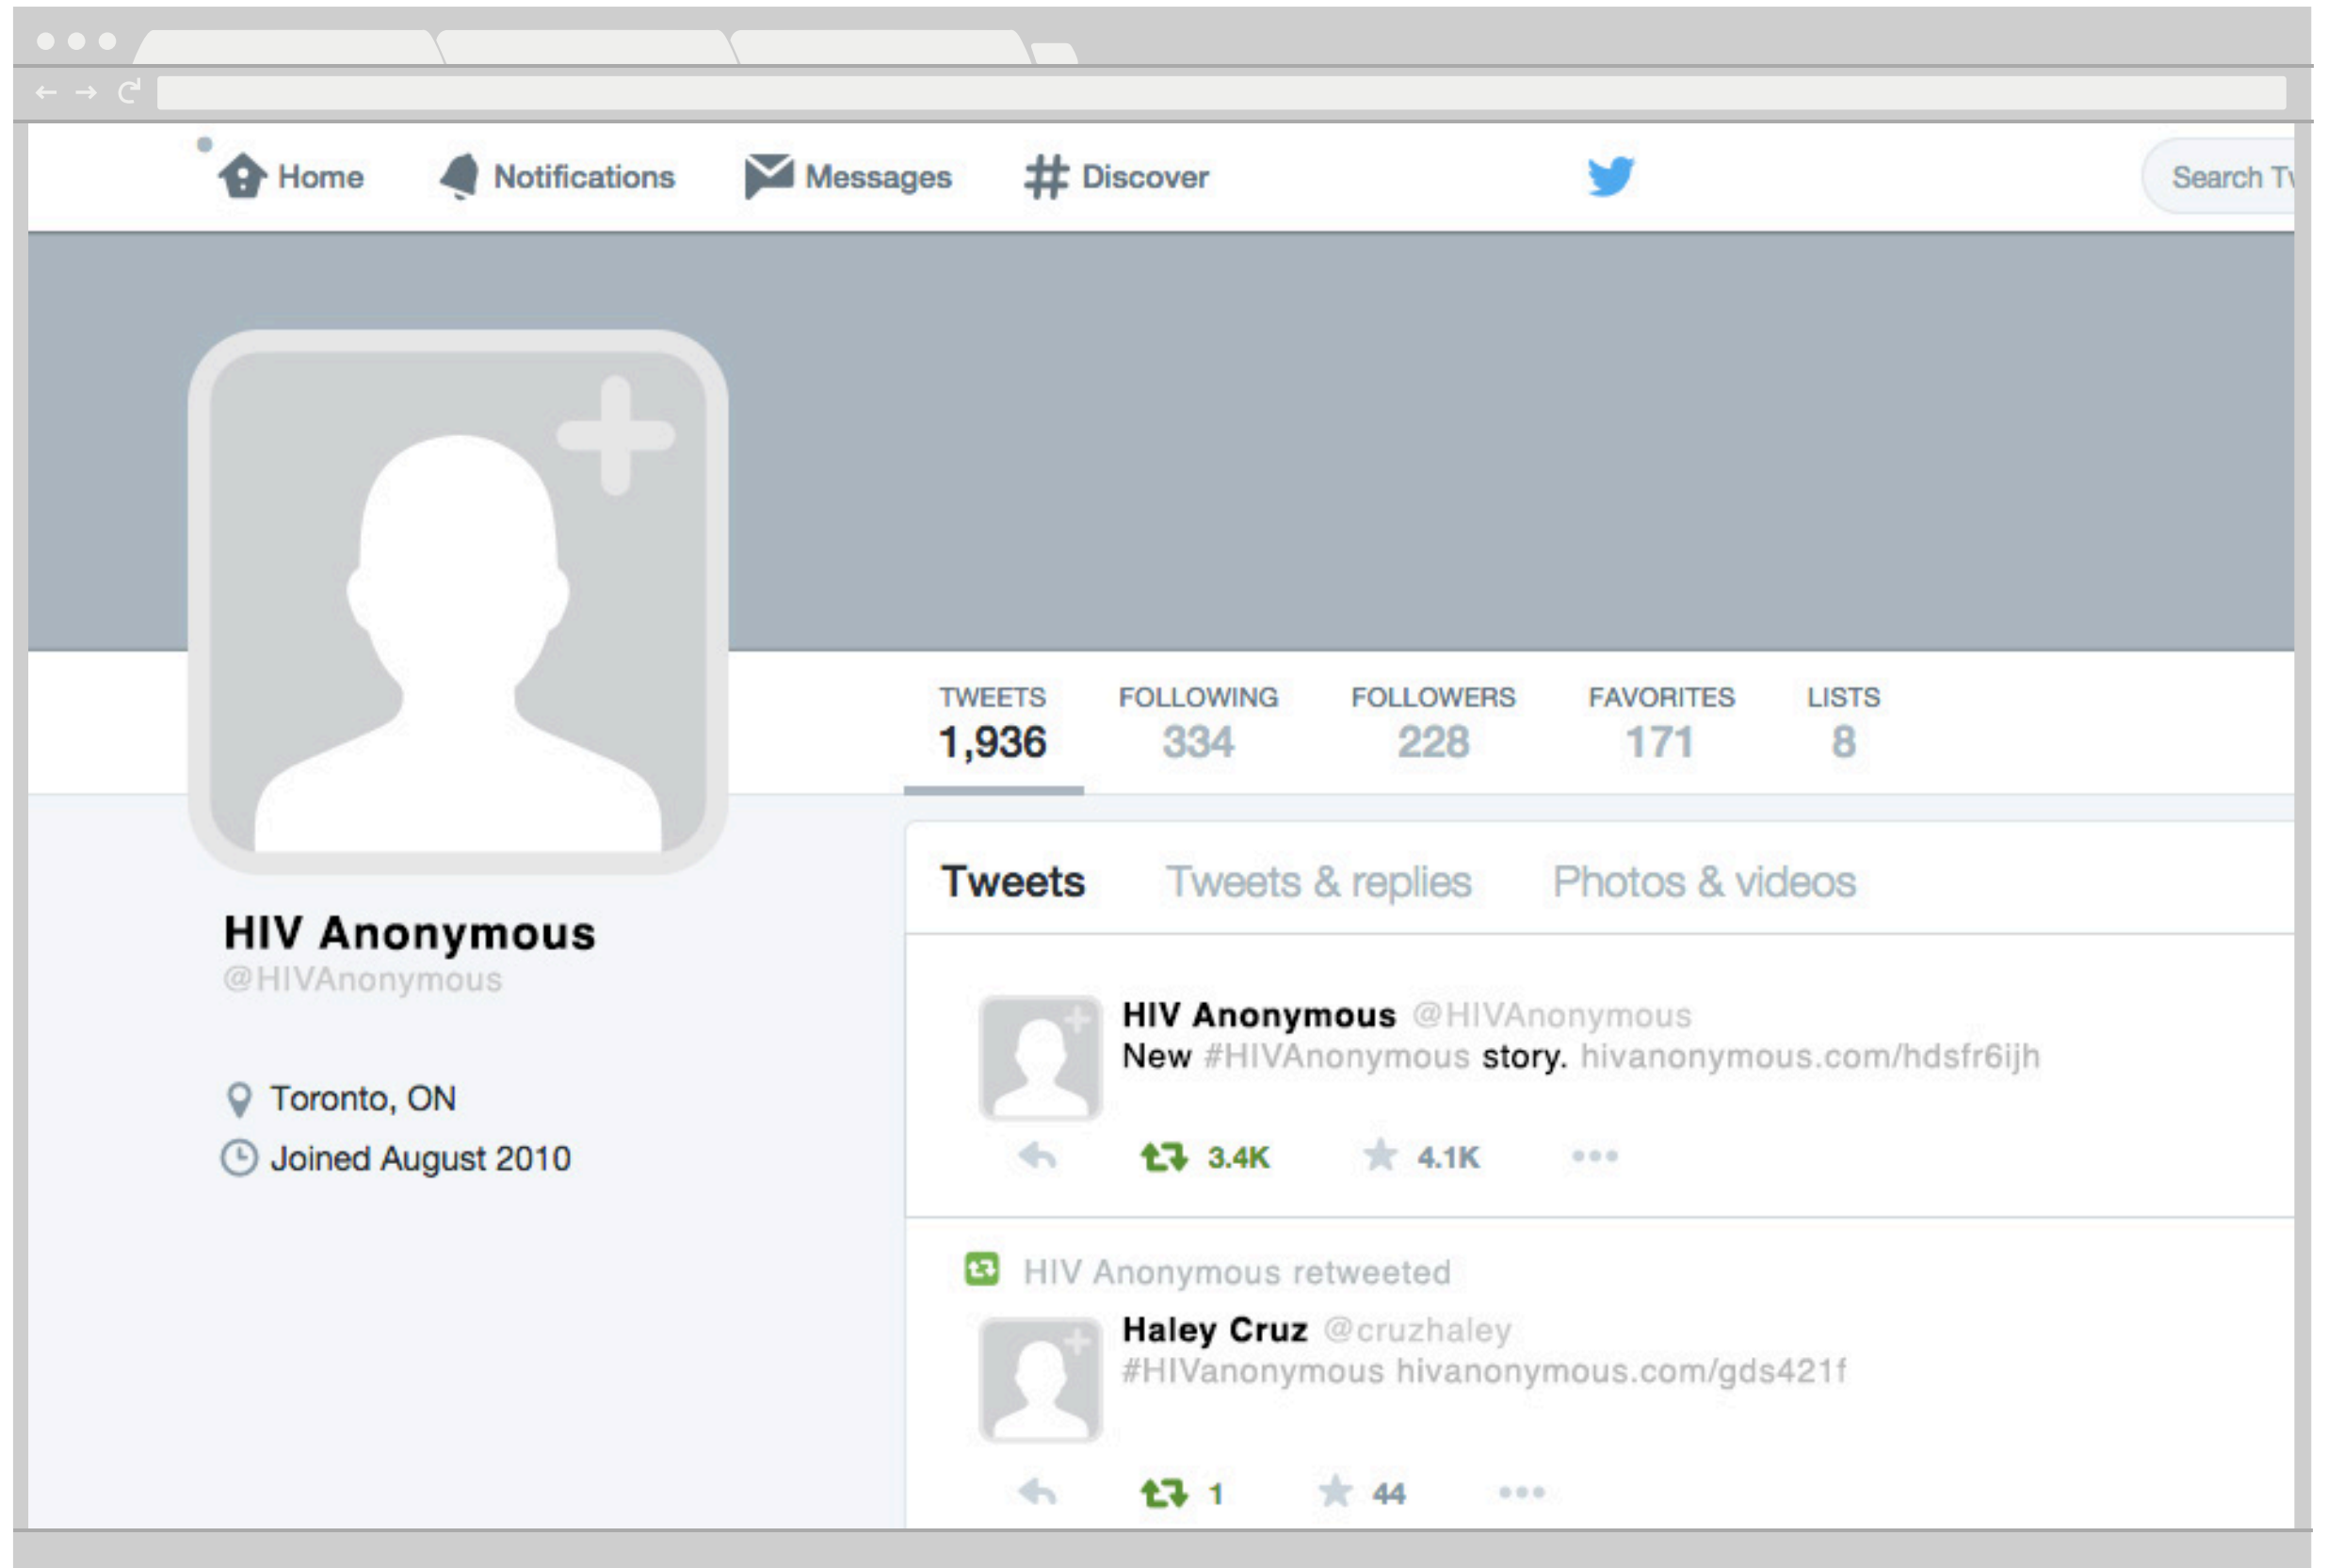 Home Notifications Messages # Discover
Search
TWEETS FOLLOWING FOLLOWERS FAVORITES LISTS
1,936 334 228 171 8
Tweets Tweets & replies Photos & videos
HIV Anonymous
@HIVAnonymous
Toronto, ON
Joined August 2010
HIV Anonymous @HIVAnonymous
New #HIVAnonymous story. hivanonymous.com/hdsfr6ijh
3.4K 4.1K
HIV Anonymous retweeted
Haley Cruz @cruzhaley
#HIVanonymous hivanonymous.com/gds421f
1 44